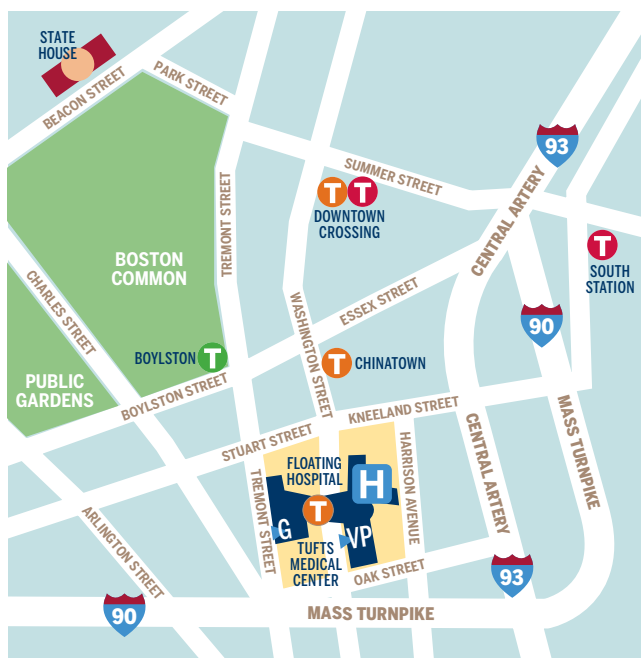 STATE
HOUSE
BEACON STREET
PARK STREET
93
SUMMER STREET
T T
DOWNTOWN
CROSSING
TREMONT STREET
CENTRAL ARTERY
T
SOUTH
STATION
BOSTON
COMMON
CHARLES STREET
WASHINGTON STREET
ESSEX STREET
90
BOYLSTON T
T CHINATOWN
PUBLIC
GARDENS
BOYLSTON STREET
KNEELAND STREET
STUART STREET
MASS TURNPIKE
CENTRAL ARTERY
HARRISON AVENUE
TREMONT STREET
FLOATING
HOSPITAL
H
T
G
VP
TUFTS
MEDICAL
CENTER
ARLINGTON STREET
OAK STREET
93
90
MASS TURNPIKE